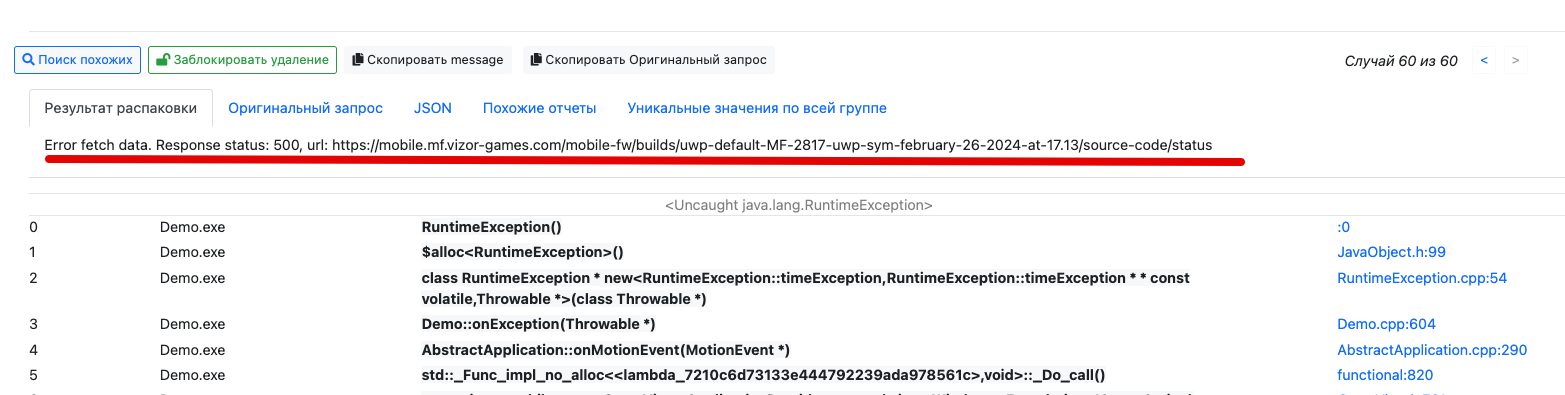 Поиск похожих Заблокировать удаление Скопировать message Скопировать Оригинальный запрос Случай 60 из 60 < >
Результат распаковки Оригинальный запрос JSON Похожие отчеты Уникальные значения по всей группе
Error fetch data. Response status: 500, url: https://mobile.mf.vizor-games.com/mobile-fw/builds/uwp-default-MF-2817-uwp-sym-february-26-2024-at-17.13/source-code/status
<Uncaught java.lang.RuntimeException>
0 Demo.exe RuntimeException() :0
1 Demo.exe $alloc<RuntimeException>() JavaObject.h:99
2 Demo.exe class RuntimeException * new<RuntimeException::timeException,RuntimeException::timeException * * const RuntimeException.cpp:54
volatile,Throwable *>(class Throwable *)
3 Demo.exe Demo::onException(Throwable *) Demo.cpp:604
4 Demo.exe AbstractApplication::onMotionEvent(MotionEvent *) AbstractApplication.cpp:290
5 Demo.exe std::_Func_impl_no_alloc<<lambda_7210c6d73133e444792239ada978561c>,void>::_Do_call() functional:820